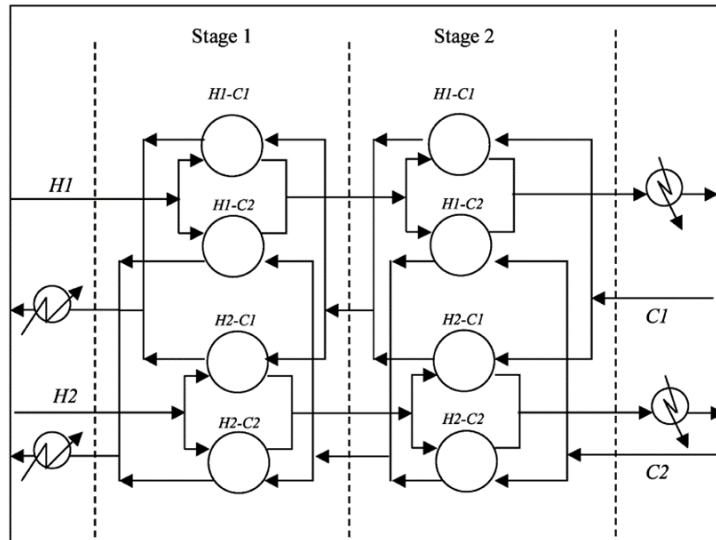 Stage 1
Stage 2
H1-C1
H1-C1
H1
H1-C2
H1-C2
C1
H2-C1
H2-C1
H2
H2-C2
H2-C2
C2